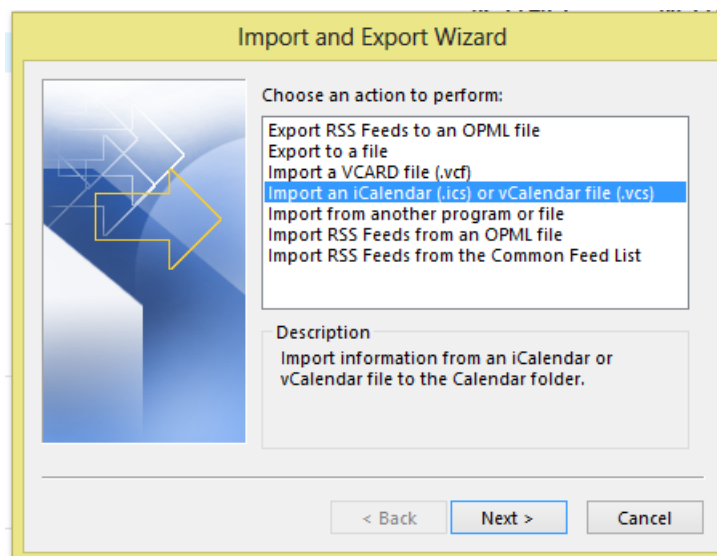 Import and Export Wizard
Choose an action to perform:
Export RSS Feeds to an OPML file
Export to a file
Import a VCARD file (.vcf)
Import an iCalendar (.ics) or vCalendar file (.vcs)
Import from another program or file
Import RSS Feeds from an OPML file
Import RSS Feeds from the Common Feed List
Description
Import information from an iCalendar or
vCalendar file to the Calendar folder.
< Back Next > Cancel